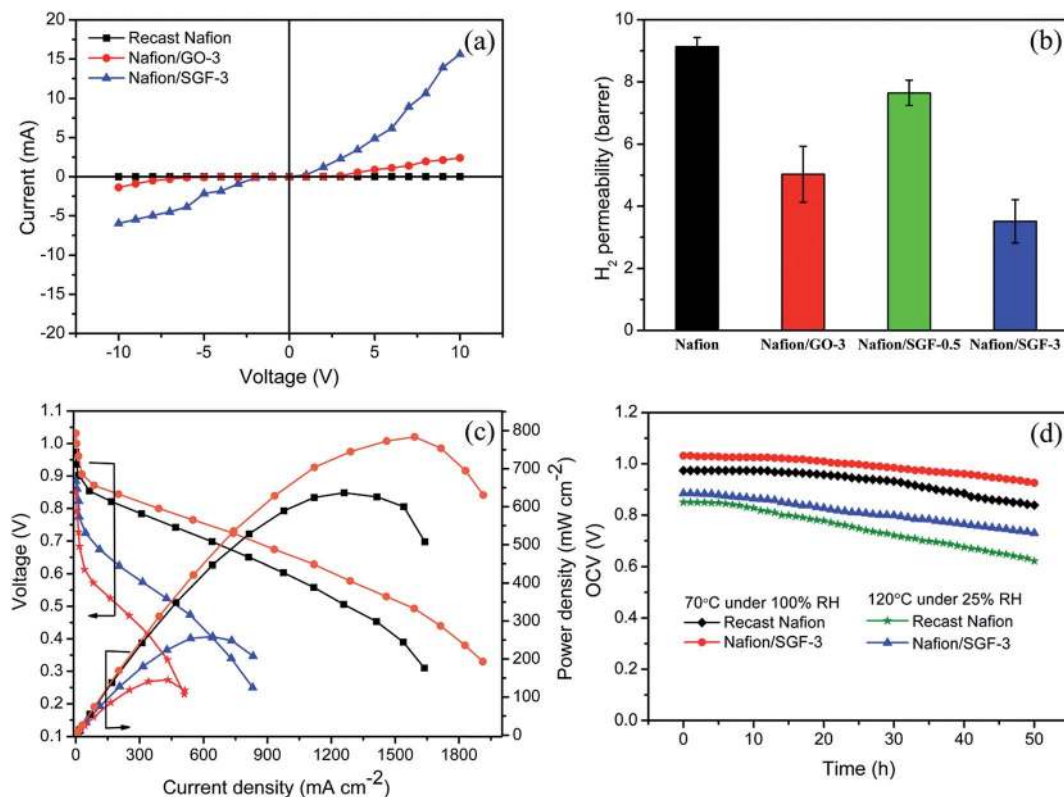 (a)
Recast Nafion
Nafion/GO-3
Nafion/SGF-3
20
15
10
5
0
-5
-10
-15
-20
Current (mA)
-10 -5 0 5 10
Voltage (V)
(b)
10
8
6
4
2
0
H2 permeability (barrer)
Nafion Nafion/GO-3 Nafion/SGF-0.5 Nafion/SGF-3
(c)
1.1
1.0
0.9
0.8
0.7
0.6
0.5
0.4
0.3
0.2
0.1
Voltage (V)
800
700
600
500
400
300
200
100
0
Power density (mW cm-2)
0 300 600 900 1200 1500 1800
Current density (mA cm-2)
(d)
1.2
1.0
0.8
0.6
0.4
0.2
0.0
OCV (V)
70°C under 100% RH 120°C under 25% RH
Recast Nafion Recast Nafion
Nafion/SGF-3 Nafion/SGF-3
0 10 20 30 40 50
Time (h)